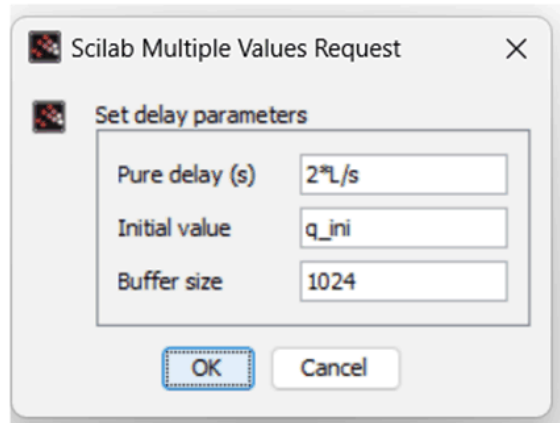 Scilab Multiple Values Request
Set delay parameters
Pure delay (s) 2*L/s
Initial value q_ini
Buffer size 1024
OK Cancel